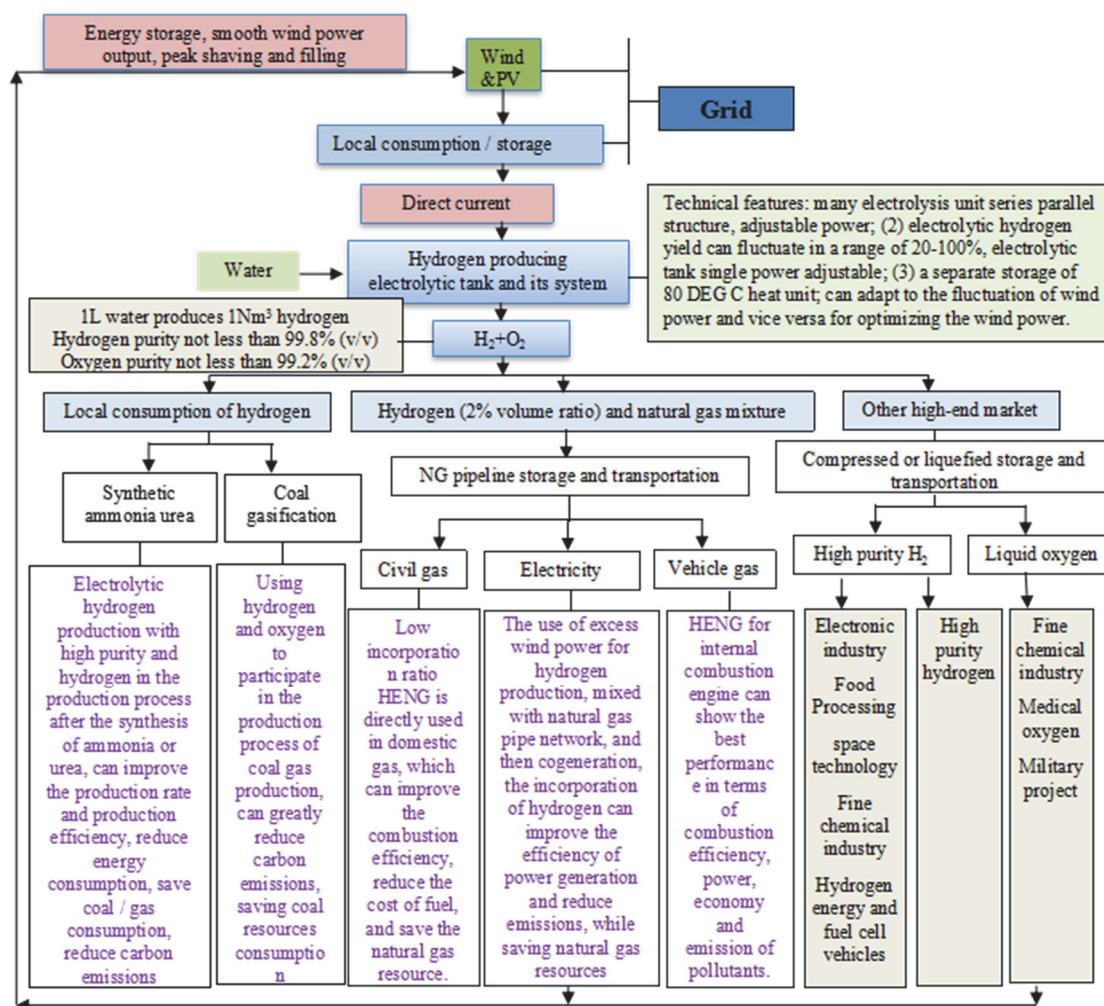 Energy storage, smooth wind power
output, peak shaving and filling
Wind
&PV
Grid
Local consumption / storage
Direct current
Technical features: many electrolysis unit series parallel
structure, adjustable power; (2) electrolytic hydrogen
yield can fluctuate in a range of 20-100%, electrolytic
tank single power adjustable; (3) a separate storage of
80 DEG C heat unit; can adapt to the fluctuation of wind
power and vice versa for optimizing the wind power.
Water
Hydrogen producing
electrolytic tank and its system
1L water produces 1Nm³ hydrogen
Hydrogen purity not less than 99.8% (v/v)
Oxygen purity not less than 99.2% (v/v)
H₂+O₂
Local consumption of hydrogen
Hydrogen (2% volume ratio) and natural gas mixture
Other high-end market
Synthetic
ammonia urea
Coal
gasification
NG pipeline storage and transportation
Compressed or liquefied storage and
transportation
Civil gas
Electricity
Vehicle gas
High purity H₂
Liquid oxygen
Electrolytic
hydrogen
production with
high purity and
hydrogen in the
production process
after the synthesis
of ammonia or
urea, can improve
the production rate
and production
efficiency, reduce
energy
consumption, save
coal / gas
consumption,
reduce carbon
emissions
Using
hydrogen
and oxygen
to
participate
in the
production
process of
coal gas
production,
can greatly
reduce
carbon
emissions,
saving coal
resources
consumptio
n
Low
incorporatio
n ratio
HENG is
directly used
in domestic
gas, which
can improve
the
combustion
efficiency,
reduce the
cost of fuel,
and save the
natural gas
resource.
The use of excess
wind power for
hydrogen
production, mixed
with natural gas
pipe network, and
then cogeneration,
the incorporation
of hydrogen can
improve the
efficiency of
power generation
and reduce
emissions, while
saving natural gas
resources
HENG for
internal
combustion
engine can
show the
best
performanc
e in terms
of
combustion
efficiency,
power,
economy
and
emission of
pollutants.
Electronic
industry
Food
Processing
space
technology
Fine
chemical
industry
Hydrogen
energy and
fuel cell
vehicles
High
purity
hydrogen
Fine
chemical
industry
Medical
oxygen
Military
project